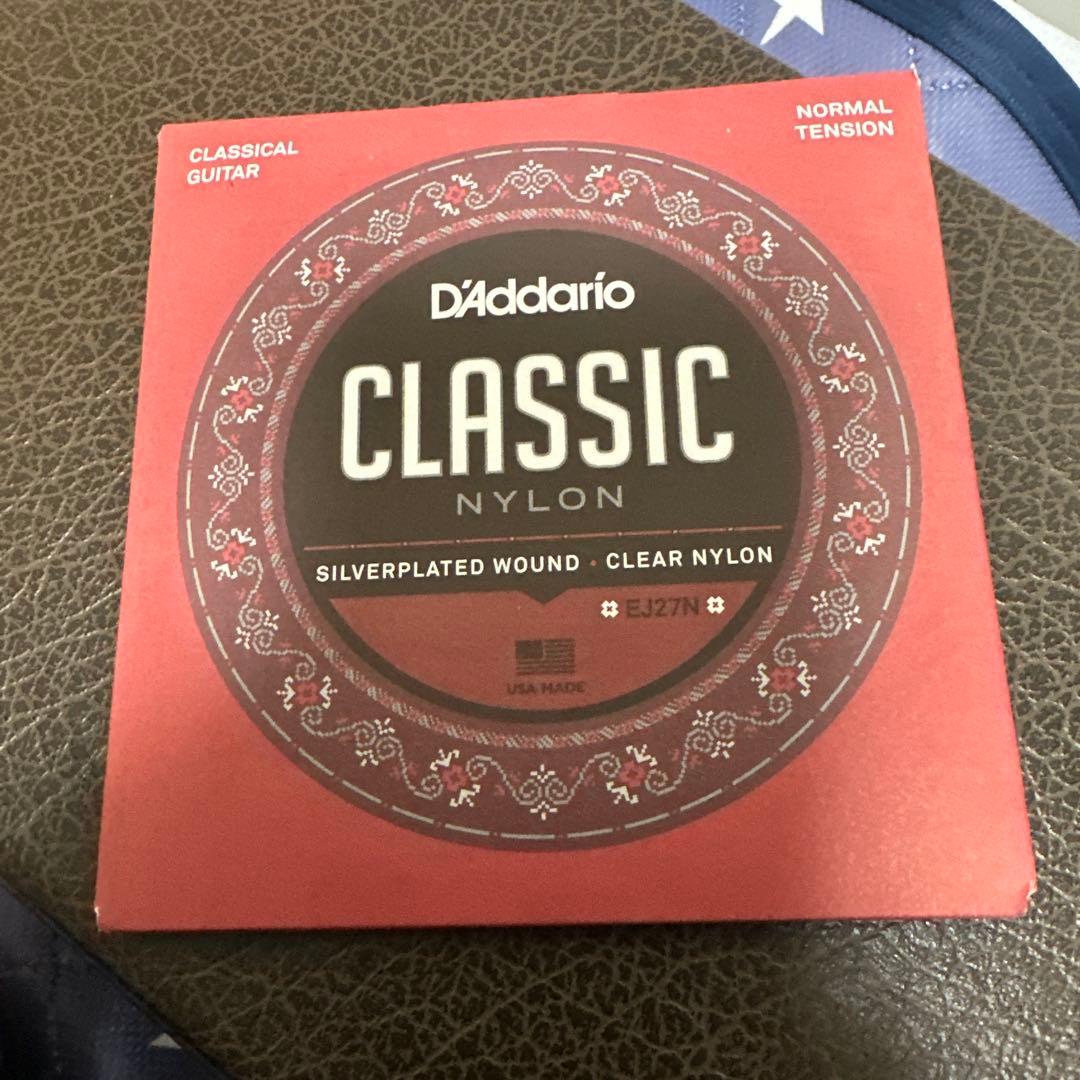 CLASSICAL
GUITAR
NORMAL
TENSION
D'Addario
CLASSIC
NYLON
SILVERPLATED WOUND · CLEAR NYLON
EJ27N
USA MADE